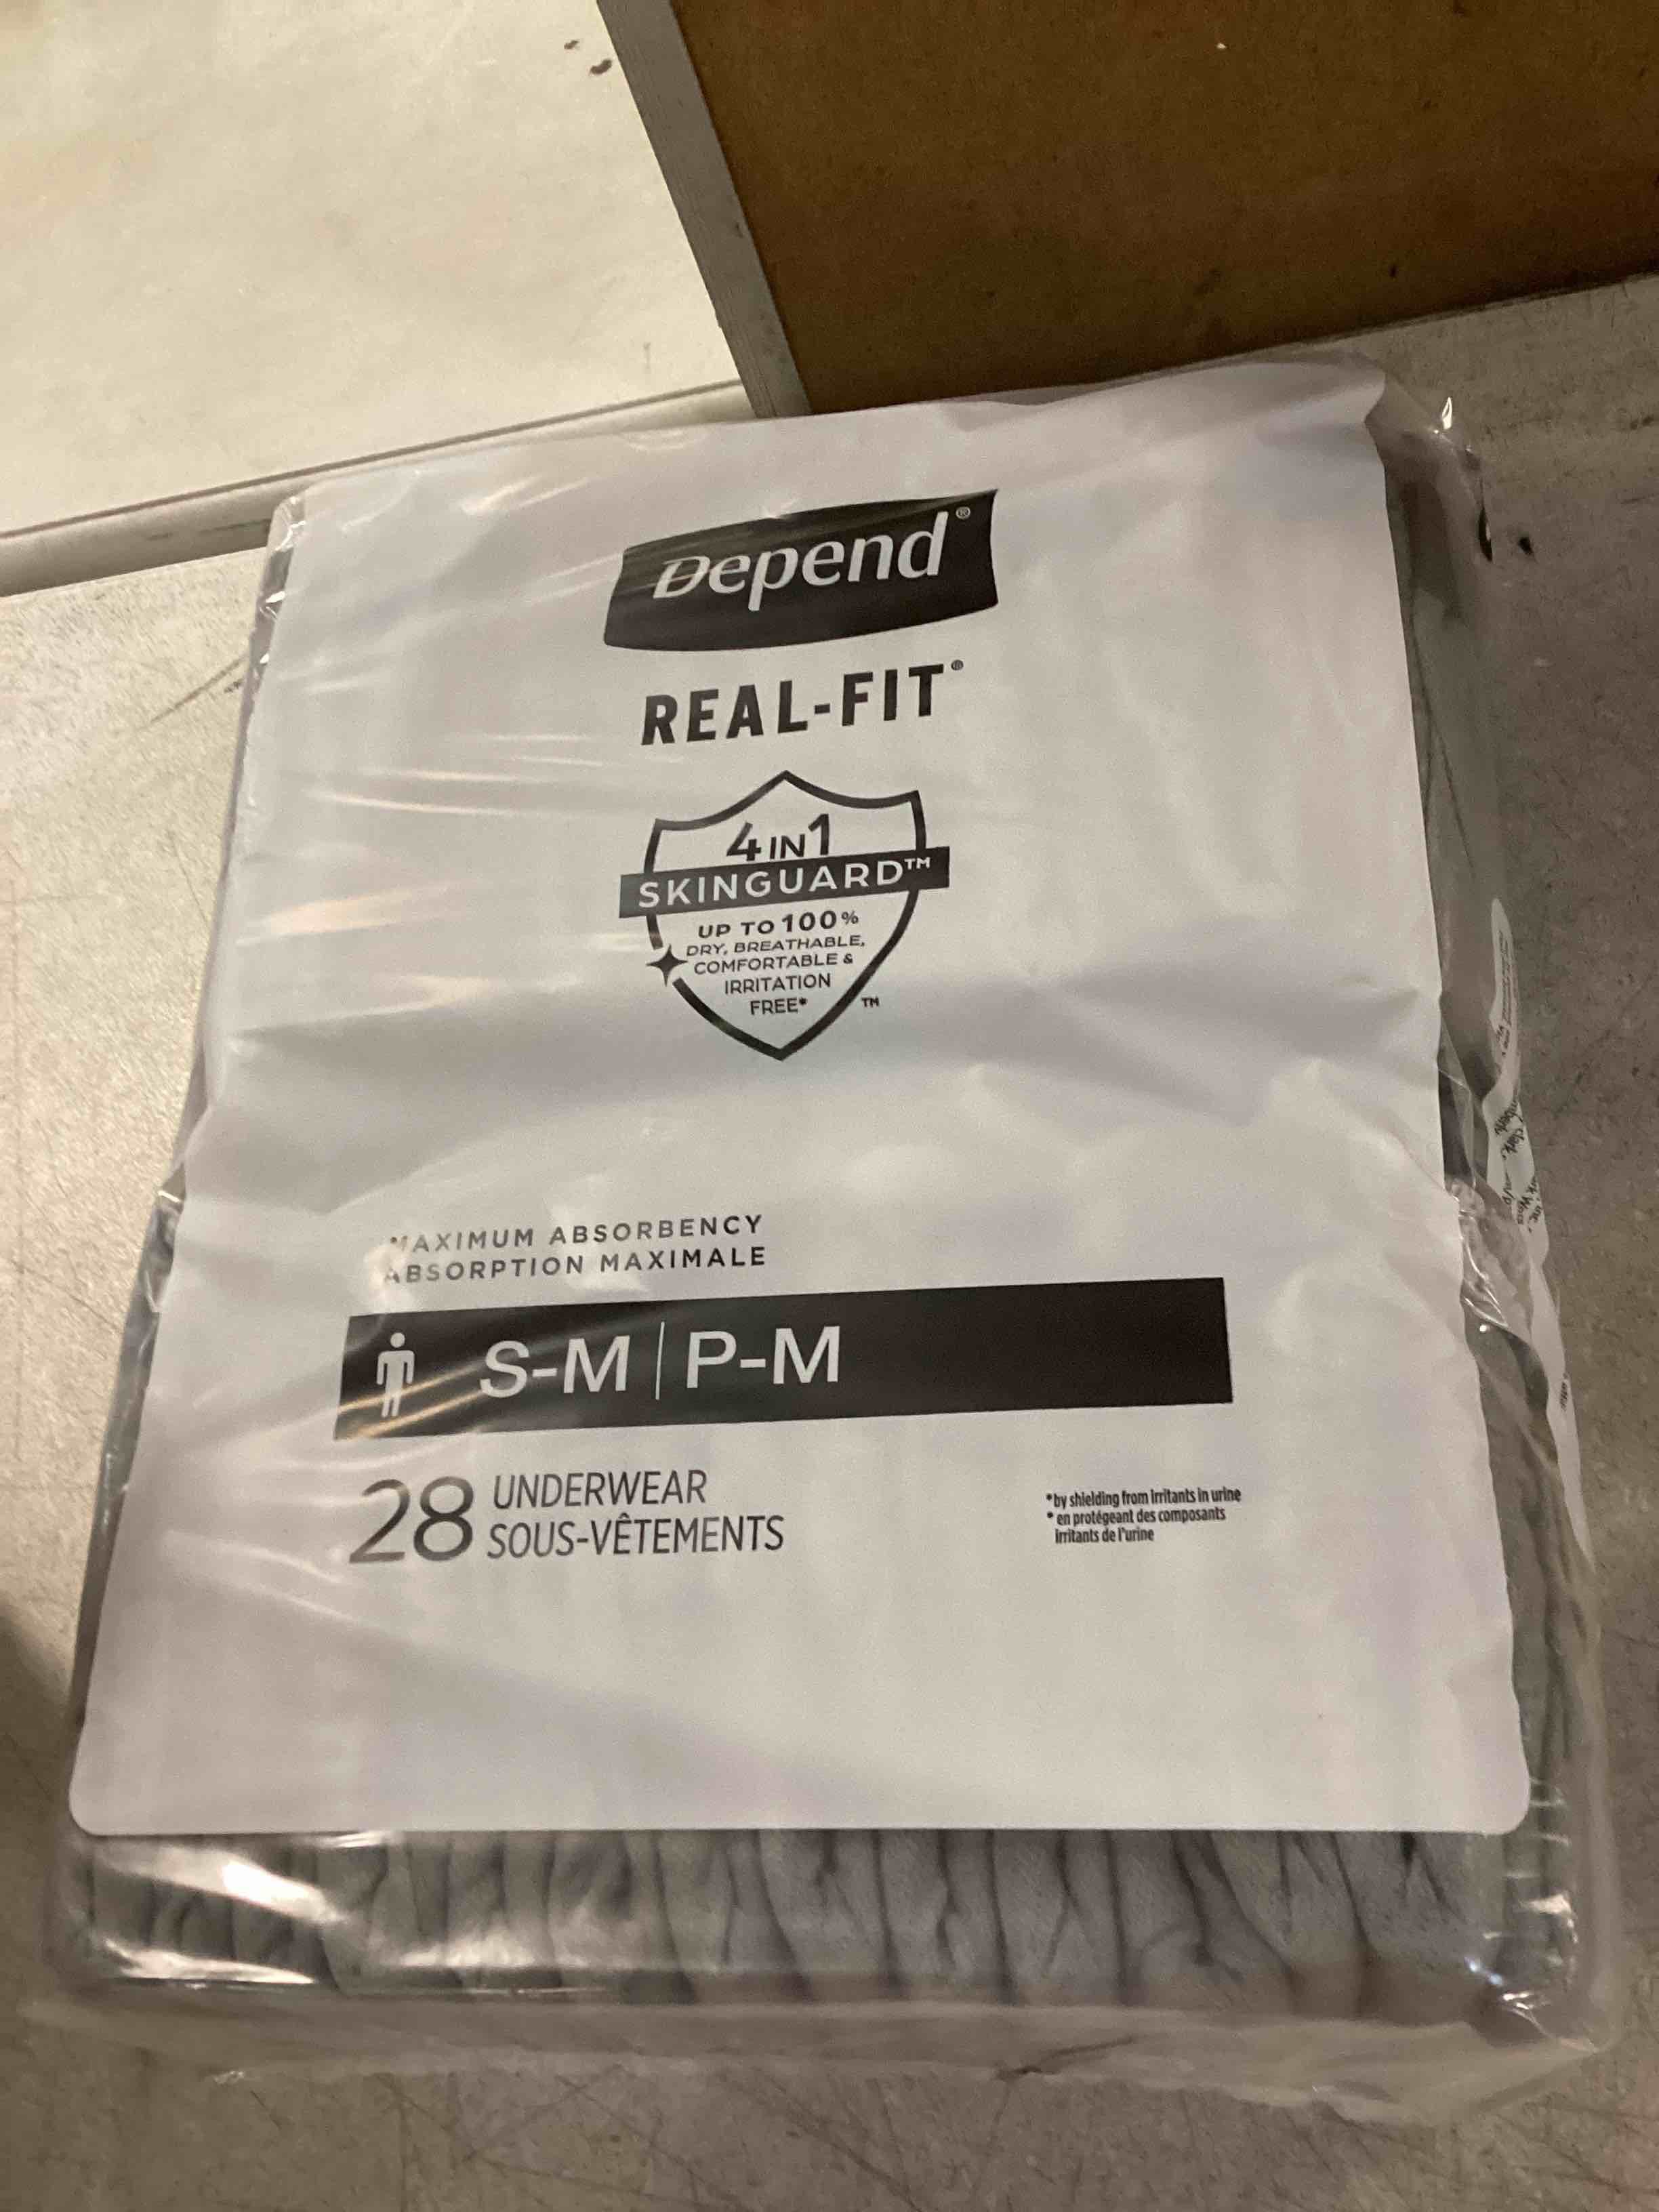 Depend®
REAL-FIT®
4 IN 1
SKINGUARD™
UP TO 100%
DRY, BREATHABLE,
COMFORTABLE &
IRRITATION
FREE*
™
MAXIMUM ABSORBENCY
ABSORPTION MAXIMALE
S-M | P-M
28 UNDERWEAR
SOUS-VÊTEMENTS
*by shielding from irritants in urine
* en protégeant des composants
irritants de l'urine